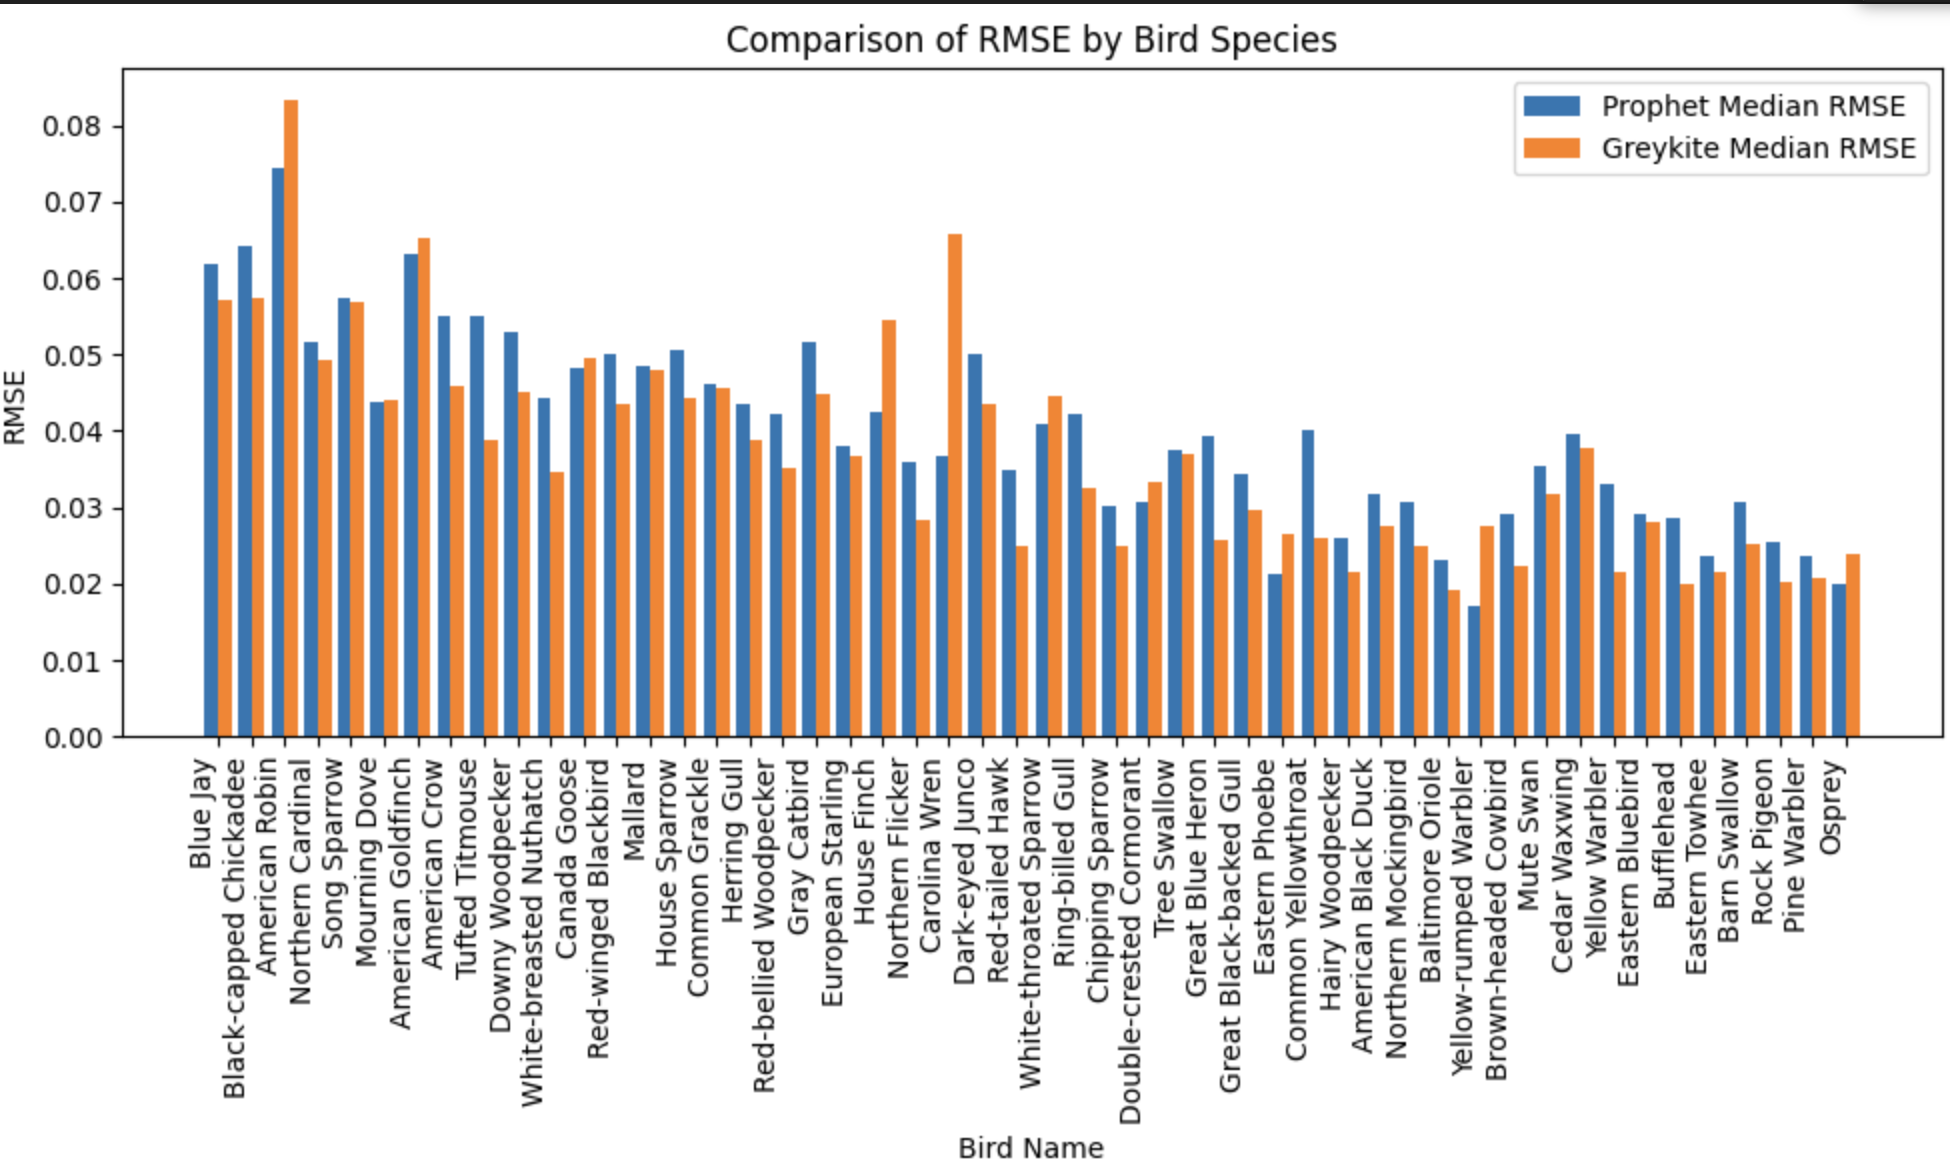 Comparison of RMSE by Bird Species
Prophet Median RMSE
Greykite Median RMSE
RMSE
0.08
0.07
0.06
0.05
0.04
0.03
0.02
0.01
0.00
Blue Jay
Black-capped Chickadee
American Robin
Northern Cardinal
Song Sparrow
Mourning Dove
American Goldfinch
American Crow
Tufted Titmouse
Downy Woodpecker
White-breasted Nuthatch
Canada Goose
Red-winged Blackbird
Mallard
House Sparrow
Common Grackle
Herring Gull
Red-bellied Woodpecker
Gray Catbird
European Starling
House Finch
Northern Flicker
Carolina Wren
Dark-eyed Junco
Red-tailed Hawk
White-throated Sparrow
Ring-billed Gull
Chipping Sparrow
Double-crested Cormorant
Tree Swallow
Great Blue Heron
Great Black-backed Gull
Eastern Phoebe
Common Yellowthroat
Hairy Woodpecker
American Black Duck
Northern Mockingbird
Baltimore Oriole
Yellow-rumped Warbler
Brown-headed Cowbird
Mute Swan
Cedar Waxwing
Yellow Warbler
Eastern Bluebird
Bufflehead
Eastern Towhee
Barn Swallow
Rock Pigeon
Pine Warbler
Osprey
Bird Name